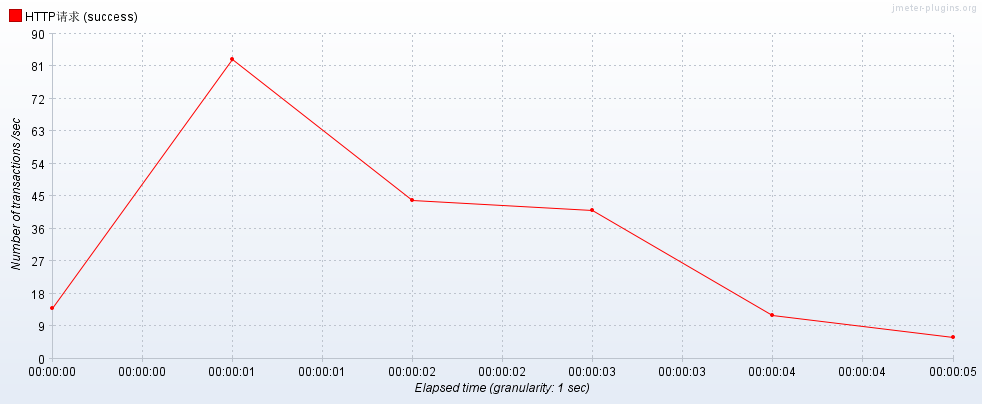 jmeter-plugins.org
HTTP请求 (success)
90
81
72
63
54
45
36
27
18
9
0
Number of transactions /sec
00:00:00 00:00:00 00:00:01 00:00:01 00:00:02 00:00:02 00:00:03 00:00:03 00:00:04 00:00:04 00:00:05
Elapsed time (granularity: 1 sec)